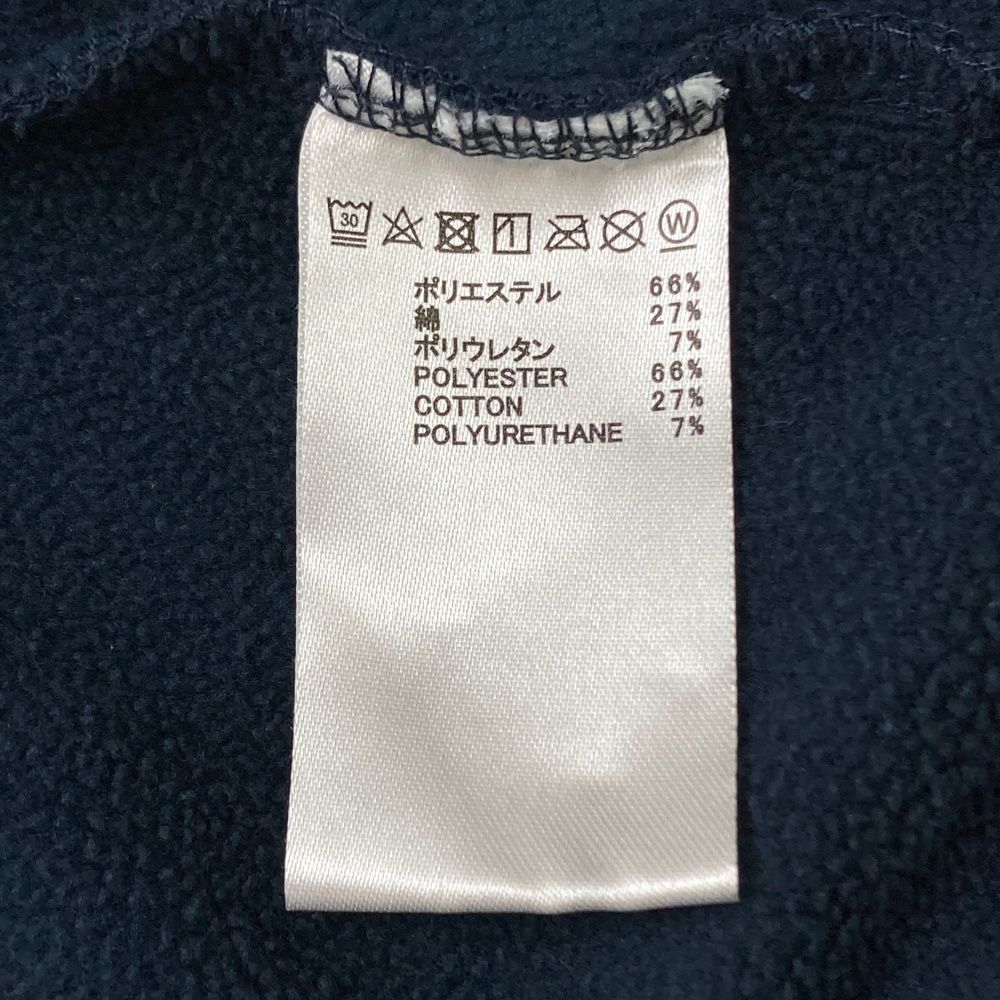 30 W
ポリエステル 66%
綿 27%
ポリウレタン 7%
POLYESTER 66%
COTTON 27%
POLYURETHANE 7%